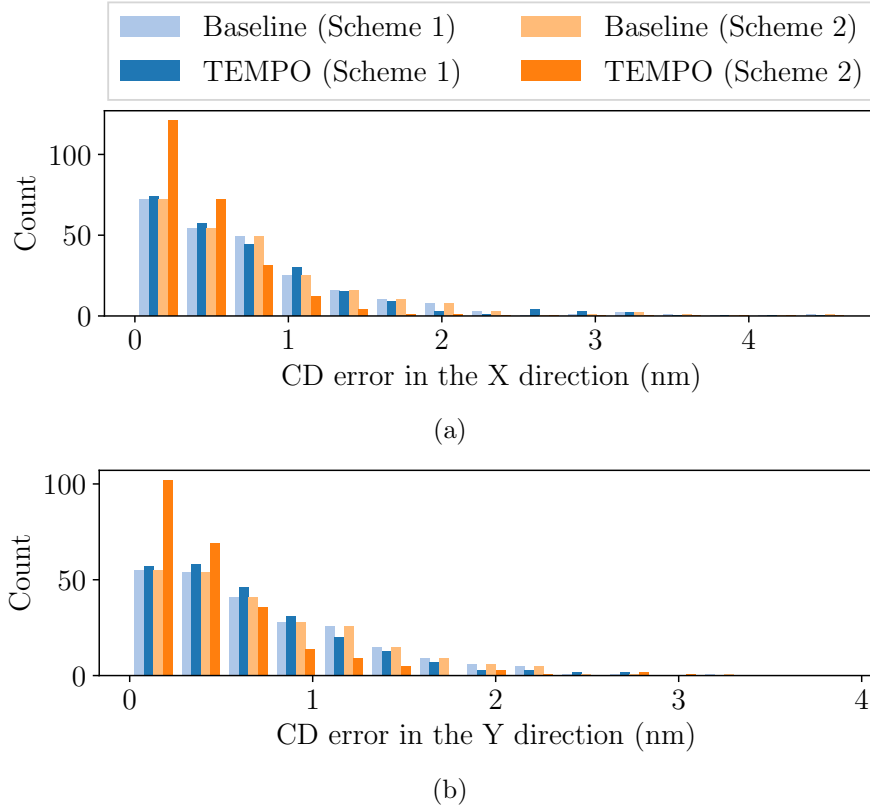 Baseline (Scheme 1) Baseline (Scheme 2)
TEMPO (Scheme 1) TEMPO (Scheme 2)
100
50
0
Count
0 1 2 3 4
CD error in the X direction (nm)
(a)
100
50
0
Count
0 1 2 3 4
CD error in the Y direction (nm)
(b)